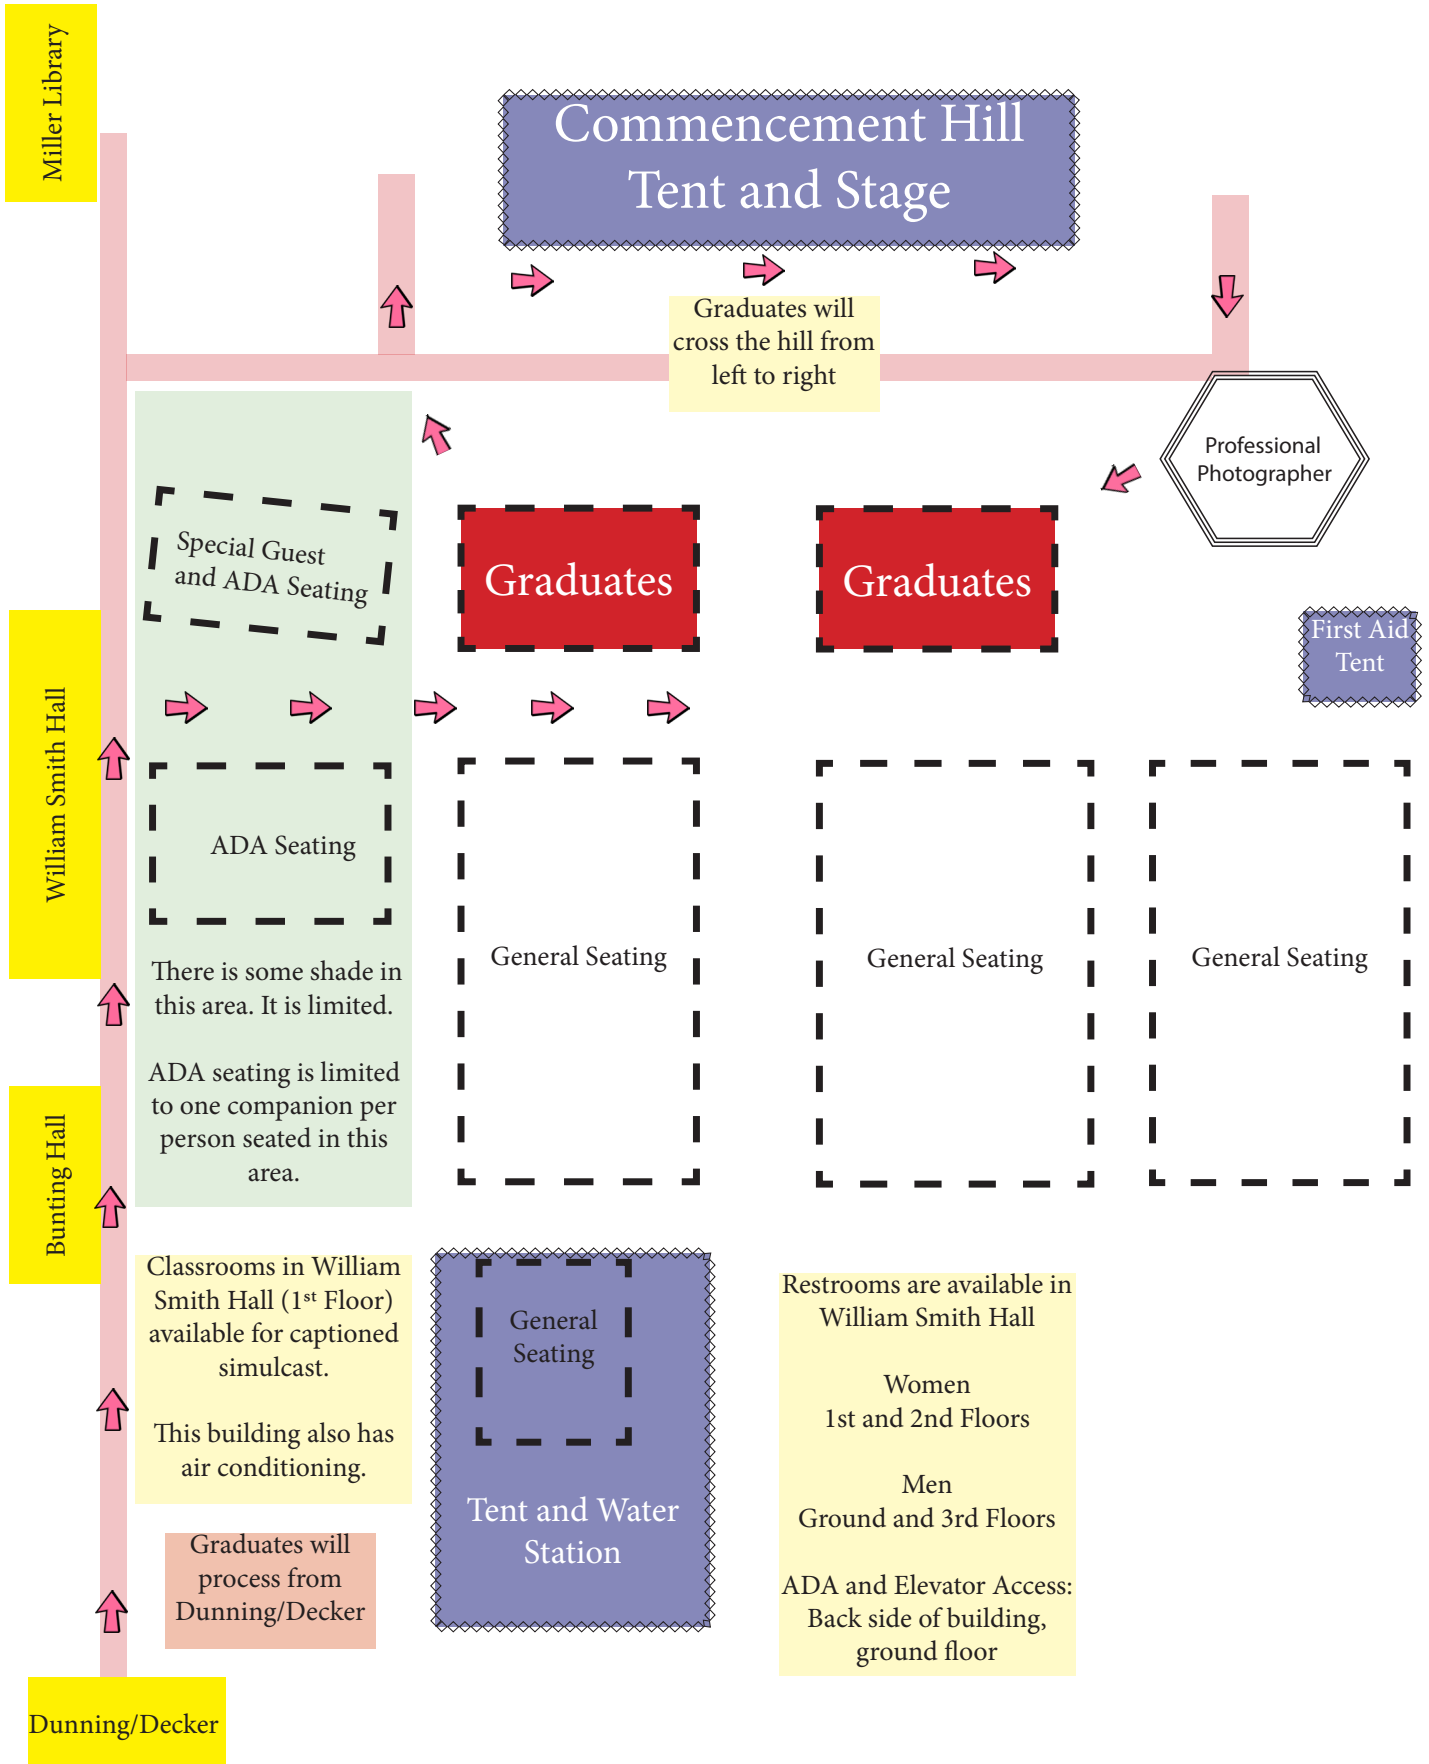 Miller Library
Commencement Hill
Tent and Stage
Graduates will
cross the hill from
left to right
Professional
Photographer
Special Guest
and ADA Seating
Graduates
Graduates
First Aid
Tent
William Smith Hall
ADA Seating
General Seating
General Seating
General Seating
There is some shade in
this area. It is limited.
ADA seating is limited
to one companion per
person seated in this
area.
Bunting Hall
Classrooms in William
Smith Hall (1st Floor)
available for captioned
simulcast.
This building also has
air conditioning.
General
Seating
Tent and Water
Station
Restrooms are available in
William Smith Hall
Women
1st and 2nd Floors
Men
Ground and 3rd Floors
ADA and Elevator Access:
Back side of building,
ground floor
Graduates will
process from
Dunning/Decker
Dunning/Decker